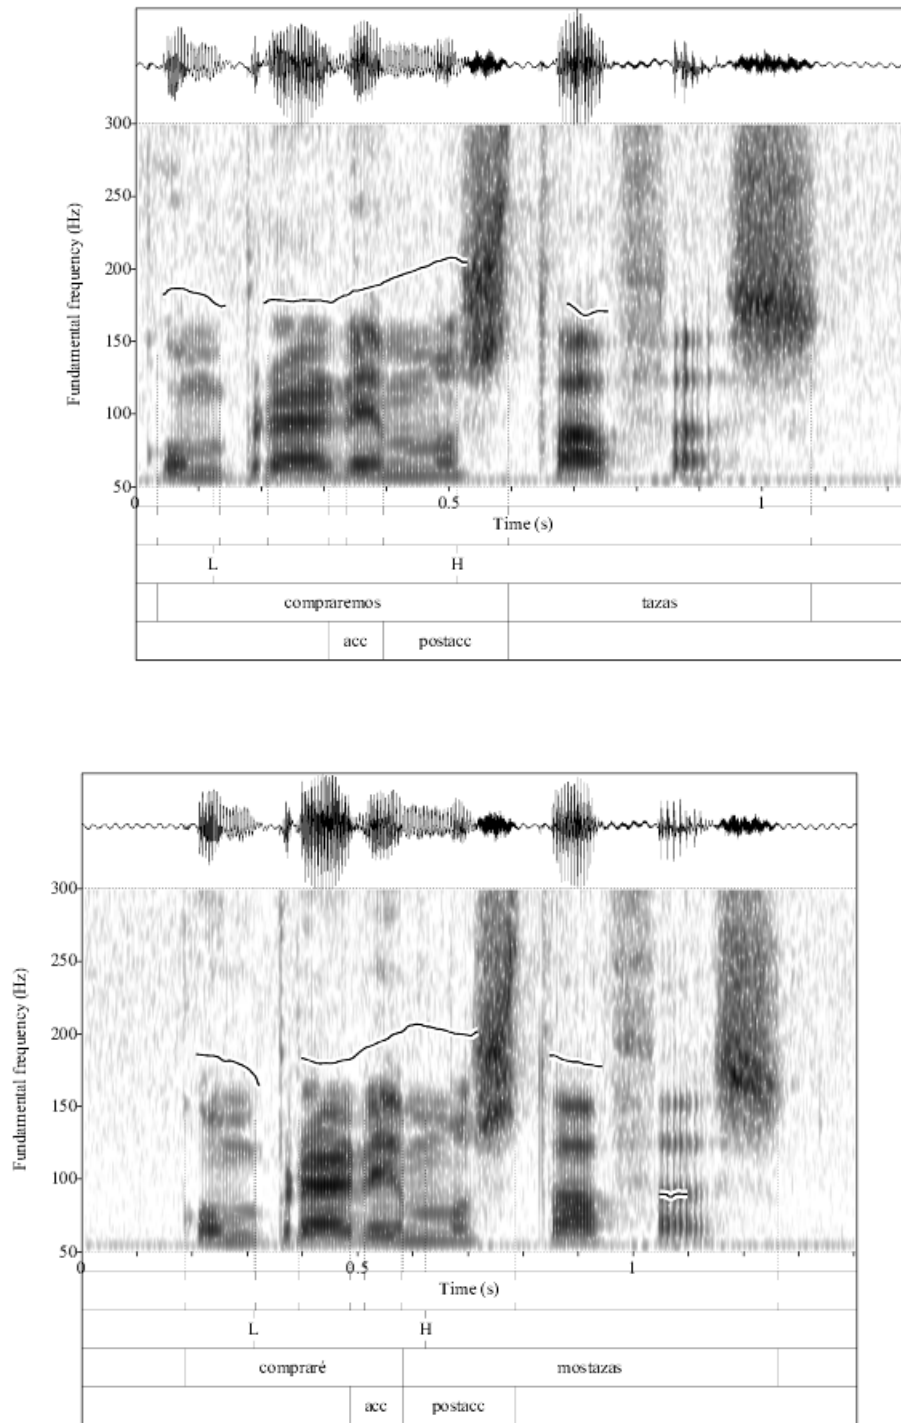 300
250
200
150
100
50
Fundamental frequency (Hz)
0 0.5 1
Time (s)
L H
compraremos tazas
acc postacc
300
250
200
150
100
50
Fundamental frequency (Hz)
0 0.5 1
Time (s)
L H
compraré mostazas
acc postacc